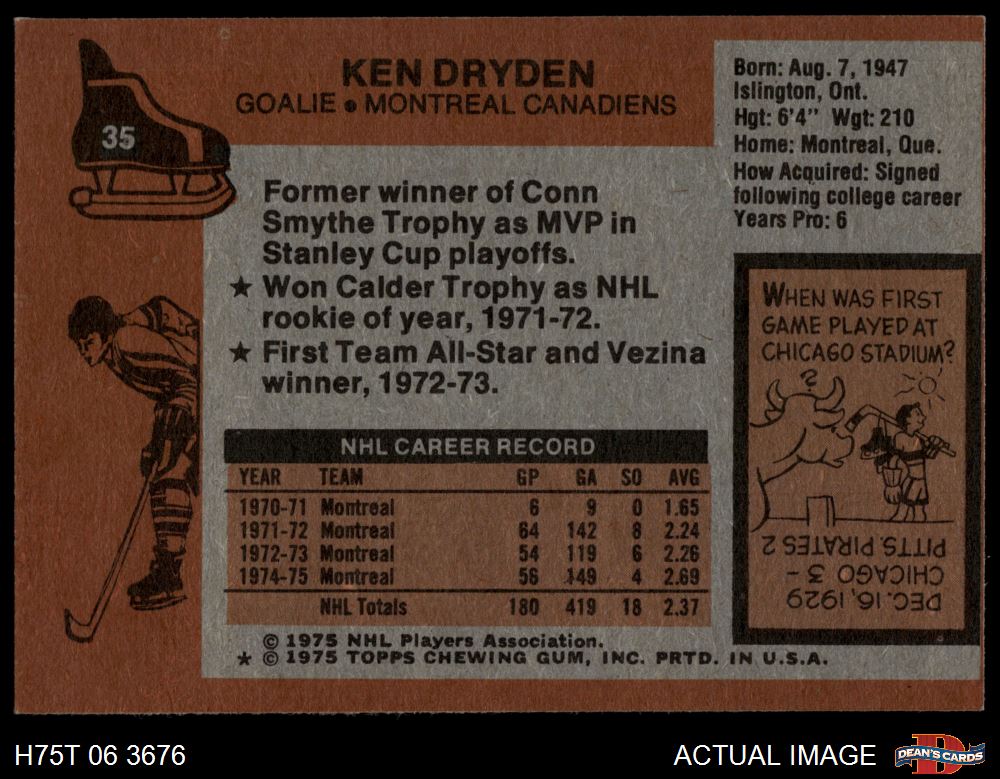 KEN DRYDEN
GOALIE • MONTREAL CANADIENS
35
Born: Aug. 7, 1947
Islington, Ont.
Hgt: 6'4" Wgt: 210
Home: Montreal, Que.
How Acquired: Signed
following college career
Years Pro: 6
Former winner of Conn
Smythe Trophy as MVP in
Stanley Cup playoffs.
★ Won Calder Trophy as NHL
rookie of year, 1971-72.
★ First Team All-Star and Vezina
winner, 1972-73.
NHL CAREER RECORD
YEAR TEAM GP GA SO AVG
1970-71 Montreal 6 9 0 1.65
1971-72 Montreal 64 142 8 2.24
1972-73 Montreal 54 119 6 2.26
1974-75 Montreal 56 149 4 2.69
NHL Totals 180 419 18 2.37
© 1975 NHL Players Association.
★ © 1975 TOPPS CHEWING GUM, INC. PRTD. IN U.S.A.
WHEN WAS FIRST
GAME PLAYED AT
CHICAGO STADIUM?
?
DEC. 16, 1929
CHICAGO 3 -
PITTS. PIRATES 2
H75T 06 3676
ACTUAL IMAGE
D
DEAN'S CARDS